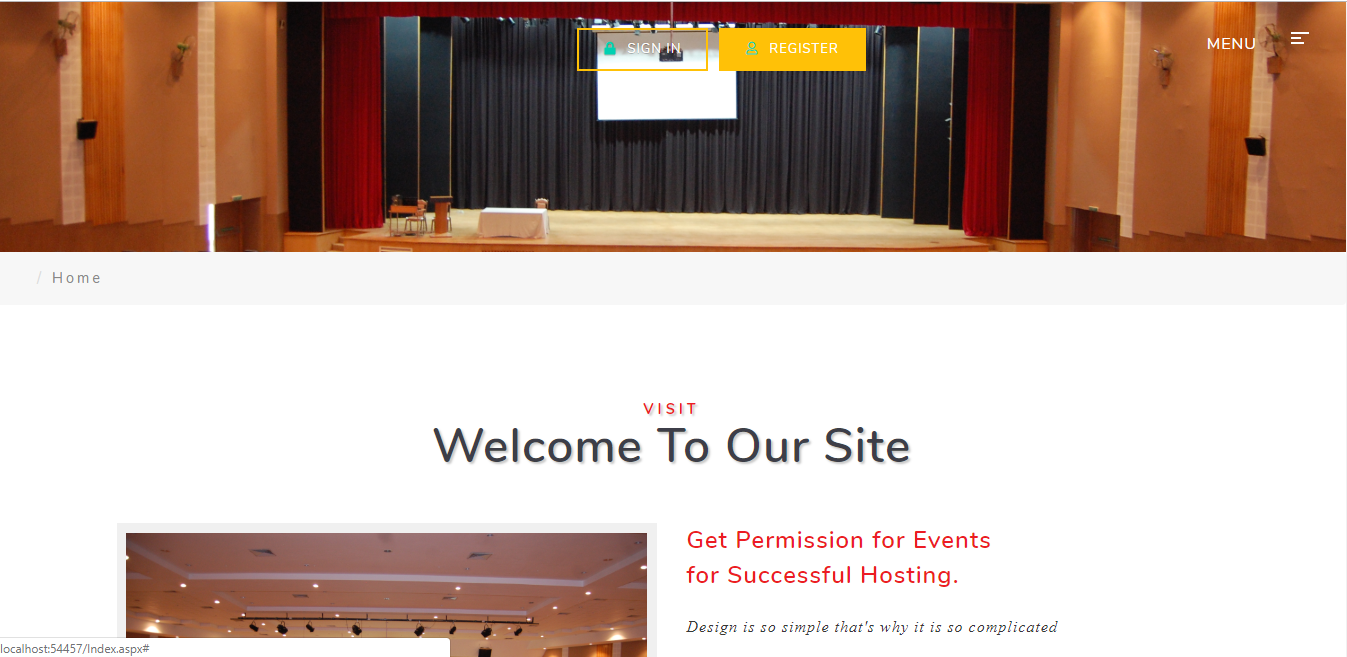 SIGN IN
REGISTER
MENU
/ Home
VISIT
Welcome To Our Site
Get Permission for Events
for Successful Hosting.
Design is so simple that's why it is so complicated
localhost:54457/Index.aspx#